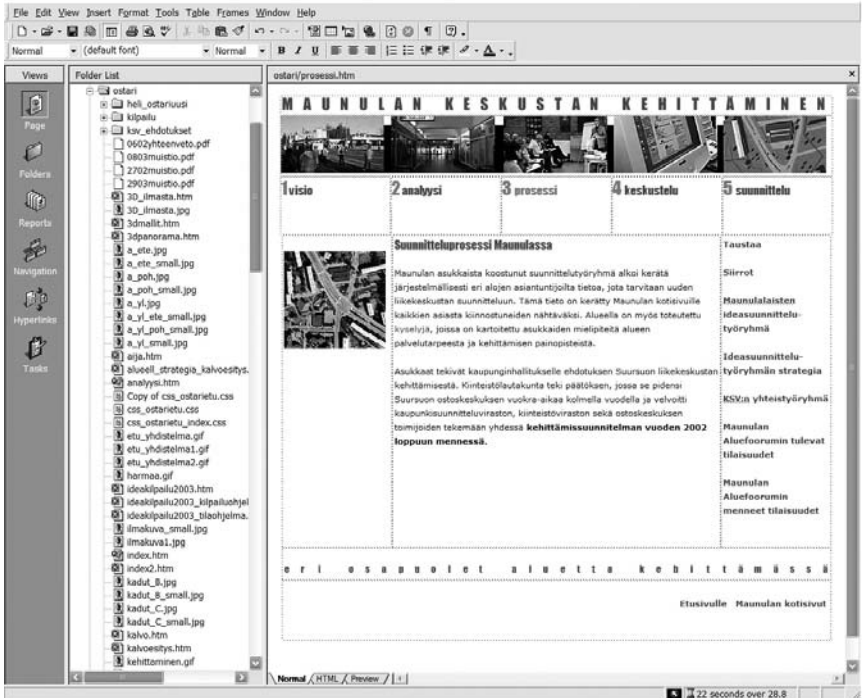 File Edit View Insert Format Tools Table Frames Window Help
Normal (default font) Normal B I U A
Views
Page
Folders
Reports
Navigation
Hyperlinks
Tasks
Folder List
ostari
heli_ostariuusi
kilpailu
ksv_ehdotukset
0602yhteenveto.pdf
0803muistio.pdf
2702muistio.pdf
2903muistio.pdf
3D_ilmasta.htm
3D_ilmasta.jpg
3dmallit.htm
3dpanorama.htm
a_ete.jpg
a_ete_small.jpg
a_poh.jpg
a_poh_small.jpg
a_yl.jpg
a_yl_ete_small.jpg
a_yl_poh_small.jpg
a_yl_small.jpg
aija.htm
alueell_strategia_kalvoesitys.
analyysi.htm
Copy of css_ostarietu.css
css_ostarietu.css
css_ostarietu_index.css
etu_yhdistelma.gif
etu_yhdistelma1.gif
etu_yhdistelma2.gif
harmaa.gif
ideakilpailu2003.htm
ideakilpailu2003_kilpailuohjel
ideakilpailu2003_tilaohjelma.
ilmakuva_small.jpg
ilmakuva1.jpg
index.htm
index2.htm
kadut_B.jpg
kadut_B_small.jpg
kadut_C.jpg
kadut_C_small.jpg
kalvo.htm
kalvoesitys.htm
kehittaminen.gif
ostari/prosessi.htm
MAUNULAN KESKUSTAN KEHITTÄMINEN
1 visio 2 analyysi 3 prosessi 4 keskustelu 5 suunnittelu
Suunnitteluprosessi Maunulassa
Maunulan asukkaista koostunut suunnittelutyöryhmä alkoi kerätä
järjestelmällisesti eri alojen asiantuntijoilta tietoa, jota tarvitaan uuden
liikekeskustan suunnitteluun. Tämä tieto on kerätty Maunulan kotisivuille
kaikkien asiasta kiinnostuneiden nähtäväksi. Alueella on myös toteutettu
kyselyjä, joissa on kartoitettu asukkaiden mielipiteitä alueen
palvelutarpeesta ja kehittämisen painopisteistä.
Asukkaat tekivät kaupunginhallitukselle ehdotuksen Suursuon liikekeskustan
kehittämisestä. Kiinteistölautakunta teki päätöksen, jossa se pidensi
Suursuon ostoskeskuksen vuokra-aikaa kolmella vuodella ja velvoitti
kaupunkisuunnitteluviraston, kiinteistöviraston sekä ostoskeskuksen
toimijoiden tekemään yhdessä kehittämissuunnitelman vuoden 2002
loppuun mennessä.
Taustaa
Siirrot
Maunulalaisten
ideasuunnittelu-
työryhmä
Ideasuunnittelu-
työryhmän strategia
KSV:n yhteistyöryhmä
Maunulan
Aluefoorumin tulevat
tilaisuudet
Maunulan
Aluefoorumin
menneet tilaisuudet
eri osapuolet aluetta kehittämässä
Etusivulle Maunulan kotisivut
Normal HTML Preview
22 seconds over 28.8